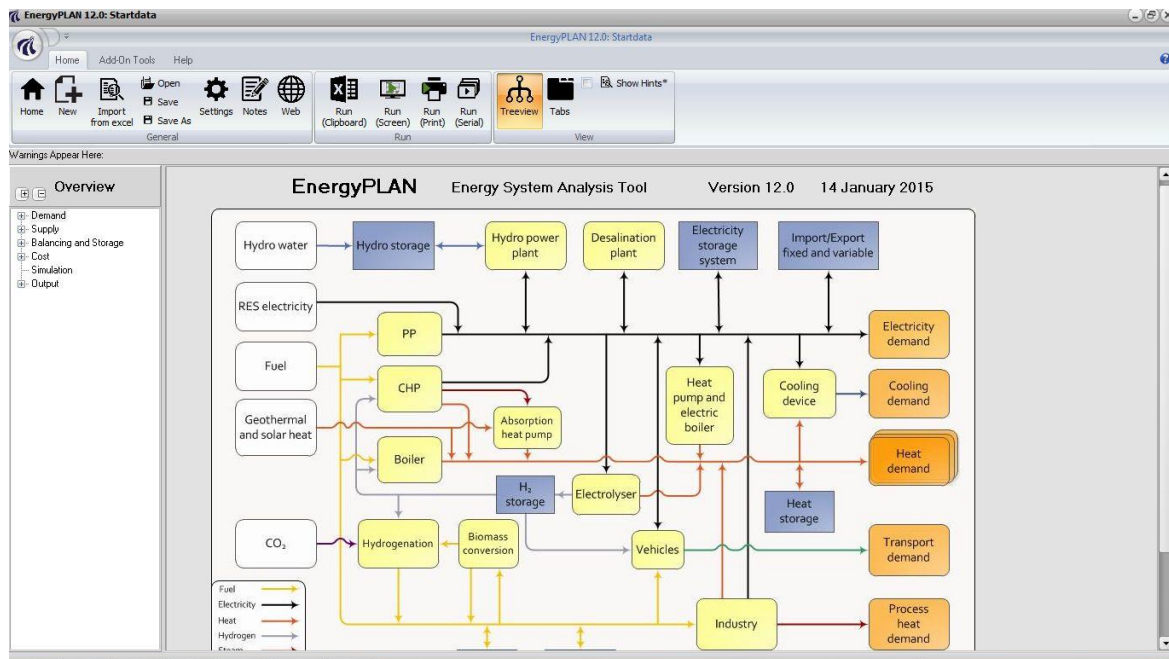 EnergyPLAN 12.0: Startdata
EnergyPLAN 12.0: Startdata
Home Add-On Tools Help
Home
New
Import
from excel
Open
Save
Save As
Settings
Notes
Web
General
Run
(Clipboard)
Run
(Screen)
Run
(Print)
Run
(Serial)
Run
Treeview
Tabs
Show Hints*
View
Warnings Appear Here:
Overview
Demand
Supply
Balancing and Storage
Cost
Simulation
Output
EnergyPLAN Energy System Analysis Tool Version 12.0 14 January 2015
Hydro water
Hydro storage
Hydro power
plant
Desalination
plant
Electricity
storage
system
Import/Export
fixed and variable
RES electricity
PP
Electricity
demand
Fuel
CHP
Heat
pump and
electric
boiler
Cooling
device
Cooling
demand
Geothermal
and solar heat
Absorption
heat pump
Boiler
Heat
demand
H2
storage
Electrolyser
Heat
storage
CO2
Hydrogenation
Biomass
conversion
Vehicles
Transport
demand
Fuel
Electricity
Heat
Hydrogen
Steam
Industry
Process
heat
demand